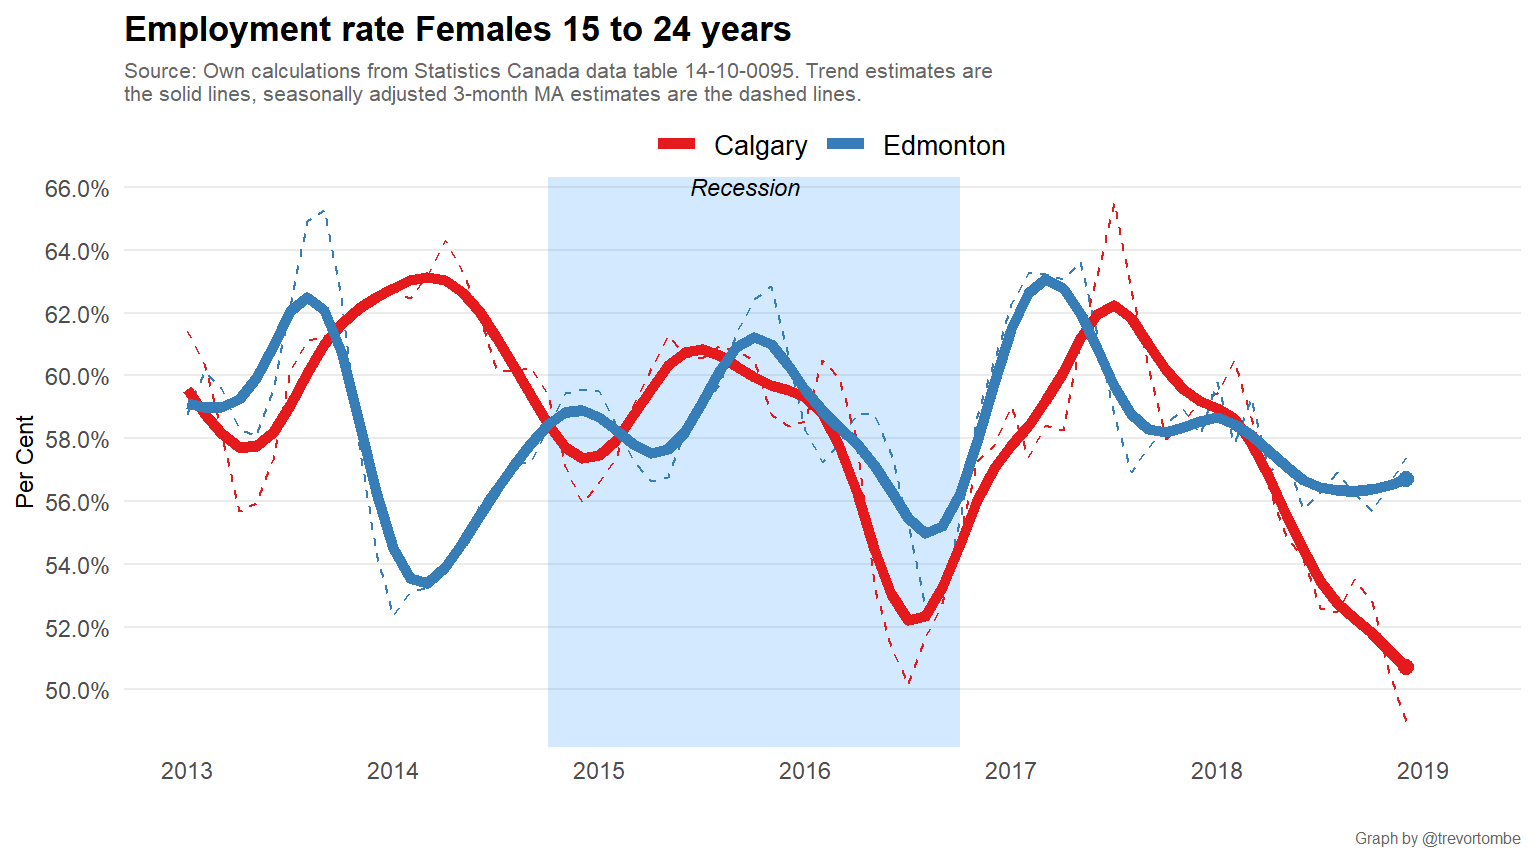 Employment rate Females 15 to 24 years
Source: Own calculations from Statistics Canada data table 14-10-0095. Trend estimates are
the solid lines, seasonally adjusted 3-month MA estimates are the dashed lines.
Calgary Edmonton
Recession
66.0%
64.0%
62.0%
60.0%
58.0%
56.0%
54.0%
52.0%
50.0%
Per Cent
2013 2014 2015 2016 2017 2018 2019
Graph by @trevortombe